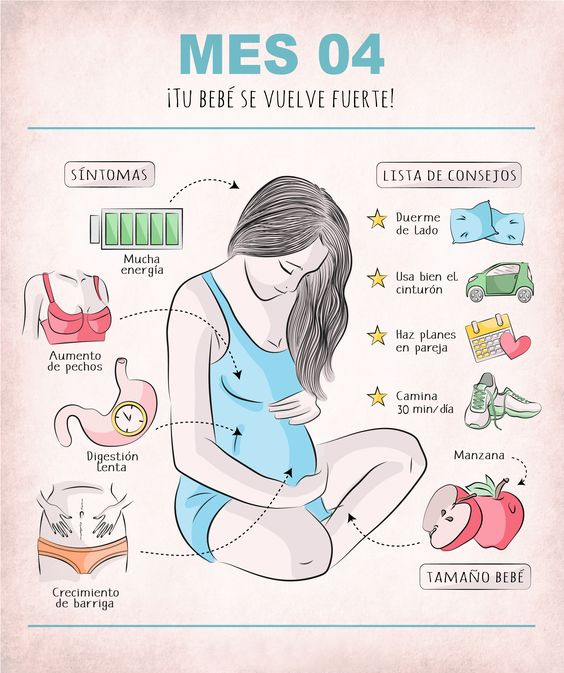 MES 04
¡TU BEBÉ SE VUELVE FUERTE!
SÍNTOMAS
Mucha
energía
Aumento
de pechos
Digestión
Lenta
Crecimiento
de barriga
LISTA DE CONSEJOS
Duerme
de Lado
Usa bien el
cinturón
Haz planes
en pareja
Camina
30 min/día
Manzana
TAMAÑO BEBÉ